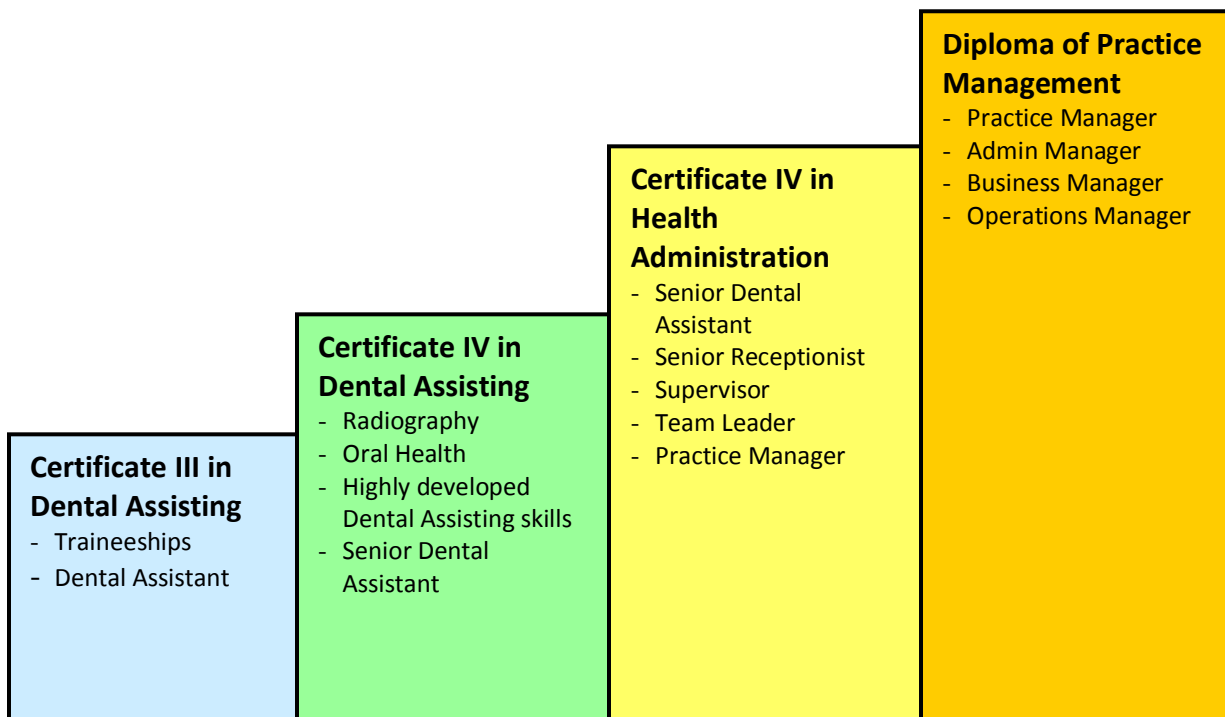 Certificate III in
Dental Assisting
- Traineeships
- Dental Assistant
Certificate IV in
Dental Assisting
- Radiography
- Oral Health
- Highly developed
Dental Assisting skills
- Senior Dental
Assistant
Certificate IV in
Health
Administration
- Senior Dental
Assistant
- Senior Receptionist
- Supervisor
- Team Leader
- Practice Manager
Diploma of Practice
Management
- Practice Manager
- Admin Manager
- Business Manager
- Operations Manager